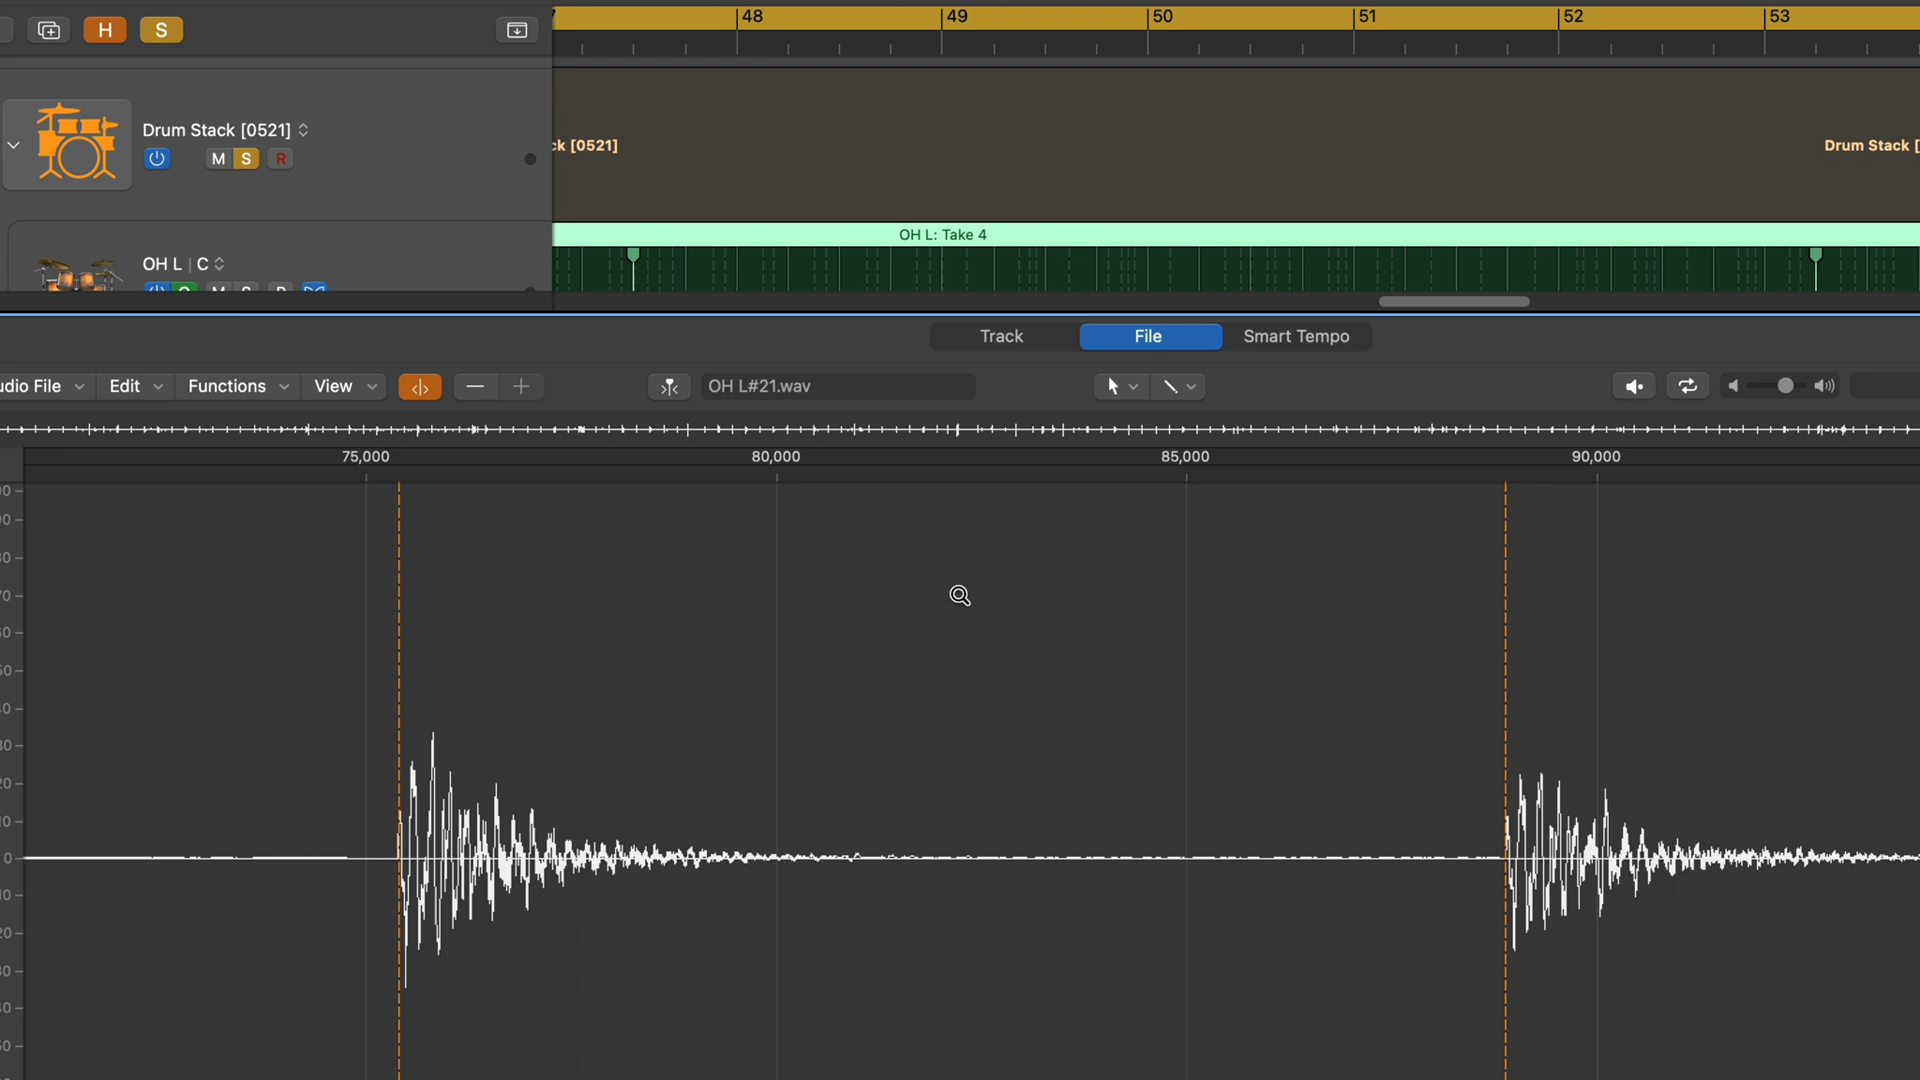 H S
48 49 50 51 52 53
Drum Stack [0521]
M S R
ck [0521]
Drum Stack [
OH L: Take 4
OH L | C
Track File Smart Tempo
udio File Edit Functions View
OH L#21.wav
75,000 80,000 85,000 90,000
0